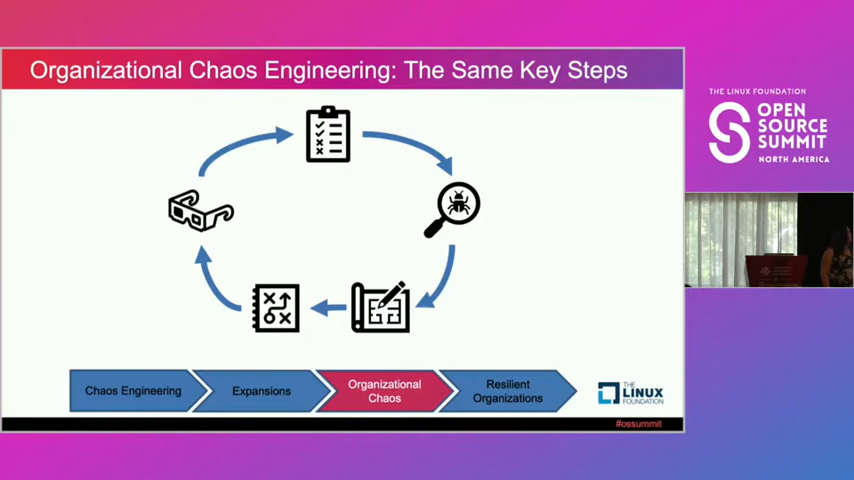 Organizational Chaos Engineering: The Same Key Steps
THE LINUX FOUNDATION
OPEN
SOURCE
SUMMIT
NORTH AMERICA
Chaos Engineering
Expansions
Organizational
Chaos
Resilient
Organizations
THE
LINUX
FOUNDATION
#ossummit